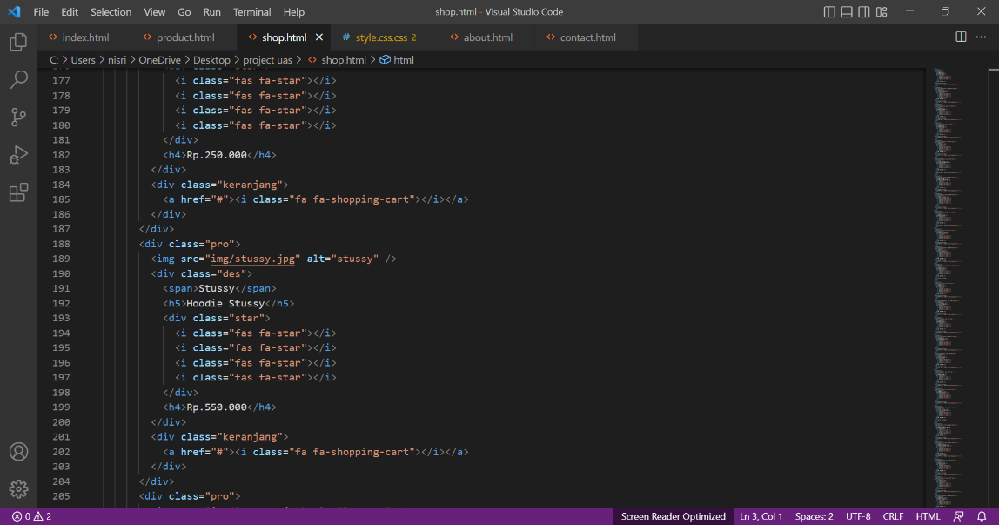 File Edit Selection View Go Run Terminal Help shop.html - Visual Studio Code
index.html product.html shop.html style.css.css 2 about.html contact.html
C: > Users > nisri > OneDrive > Desktop > project uas > shop.html > html
177 <i class="fas fa-star"></i>
178 <i class="fas fa-star"></i>
179 <i class="fas fa-star"></i>
180 <i class="fas fa-star"></i>
181 </div>
182 <h4>Rp.250.000</h4>
183 </div>
184 <div class="keranjang">
185 <a href="#"><i class="fa fa-shopping-cart"></i></a>
186 </div>
187 </div>
188 <div class="pro">
189 <img src="img/stussy.jpg" alt="stussy" />
190 <div class="des">
191 <span>Stussy</span>
192 <h5>Hoodie Stussy</h5>
193 <div class="star">
194 <i class="fas fa-star"></i>
195 <i class="fas fa-star"></i>
196 <i class="fas fa-star"></i>
197 <i class="fas fa-star"></i>
198 </div>
199 <h4>Rp.550.000</h4>
200 </div>
201 <div class="keranjang">
202 <a href="#"><i class="fa fa-shopping-cart"></i></a>
203 </div>
204 </div>
205 <div class="pro">
0 2 Screen Reader Optimized Ln 3, Col 1 Spaces: 2 UTF-8 CRLF HTML